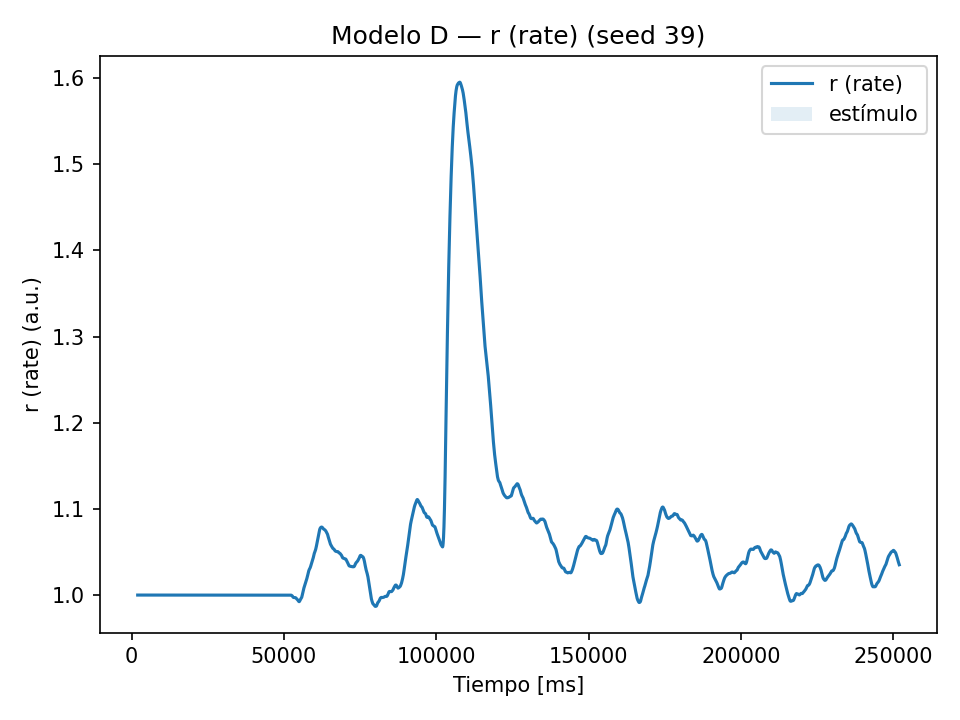 Modelo D — r (rate) (seed 39)
r (rate)
estímulo
1.6
1.5
1.4
1.3
1.2
1.1
1.0
r (rate) (a.u.)
0 50000 100000 150000 200000 250000
Tiempo [ms]